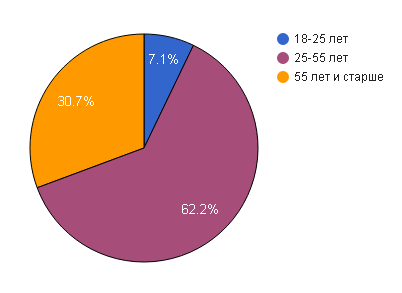 18-25 лет
25-55 лет
55 лет и старше
7.1%
30.7%
62.2%